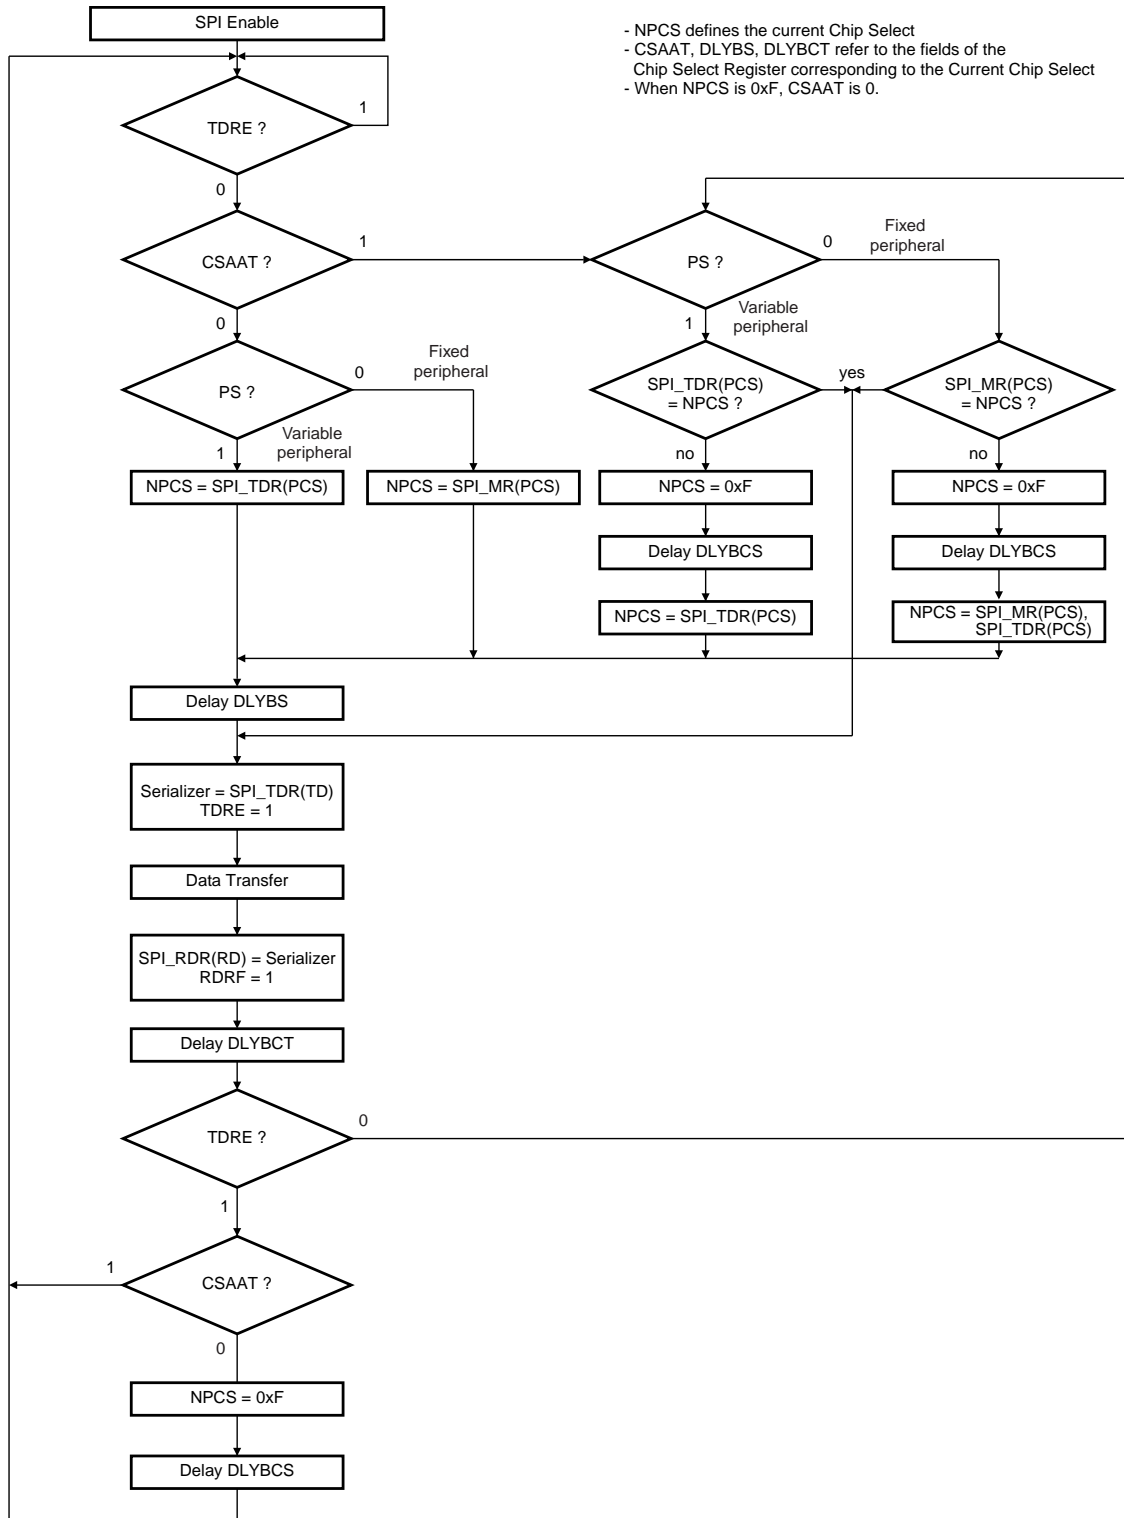 SPI Enable
- NPCS defines the current Chip Select
- CSAAT, DLYBS, DLYBCT refer to the fields of the
Chip Select Register corresponding to the Current Chip Select
- When NPCS is 0xF, CSAAT is 0.
1
TDRE ?
0
CSAAT ?
1
PS ?
0
Fixed
peripheral
0
1
Variable
peripheral
PS ?
0
Fixed
peripheral
1
Variable
peripheral
SPI_TDR(PCS)
= NPCS ?
yes
SPI_MR(PCS)
= NPCS ?
no
no
NPCS = SPI_TDR(PCS)
NPCS = SPI_MR(PCS)
NPCS = 0xF
NPCS = 0xF
Delay DLYBCS
Delay DLYBCS
NPCS = SPI_TDR(PCS)
NPCS = SPI_MR(PCS),
SPI_TDR(PCS)
Delay DLYBS
Serializer = SPI_TDR(TD)
TDRE = 1
Data Transfer
SPI_RDR(RD) = Serializer
RDRF = 1
Delay DLYBCT
TDRE ?
0
1
CSAAT ?
1
0
NPCS = 0xF
Delay DLYBCS